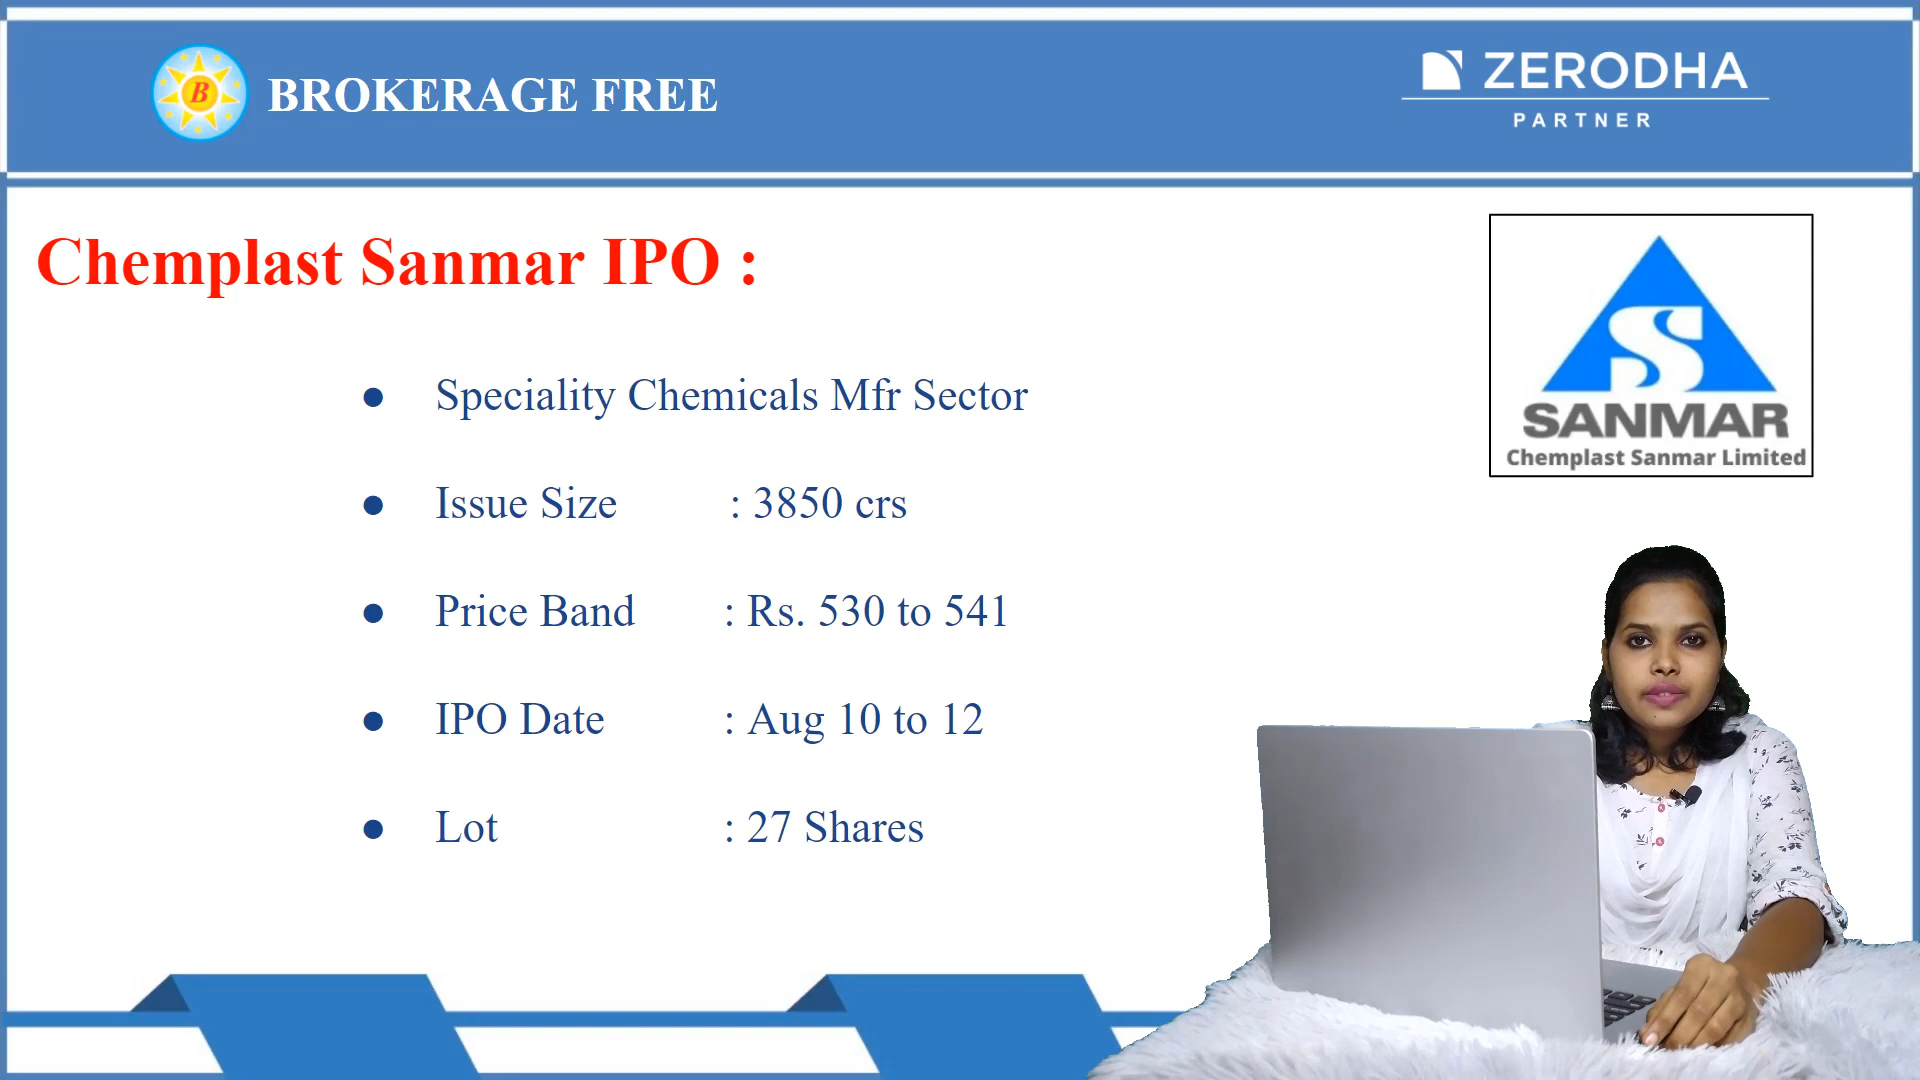 B
BROKERAGE FREE
ZERODHA
PARTNER
Chemplast Sanmar IPO :
S
SANMAR
Chemplast Sanmar Limited
● Speciality Chemicals Mfr Sector
● Issue Size : 3850 crs
● Price Band : Rs. 530 to 541
● IPO Date : Aug 10 to 12
● Lot : 27 Shares